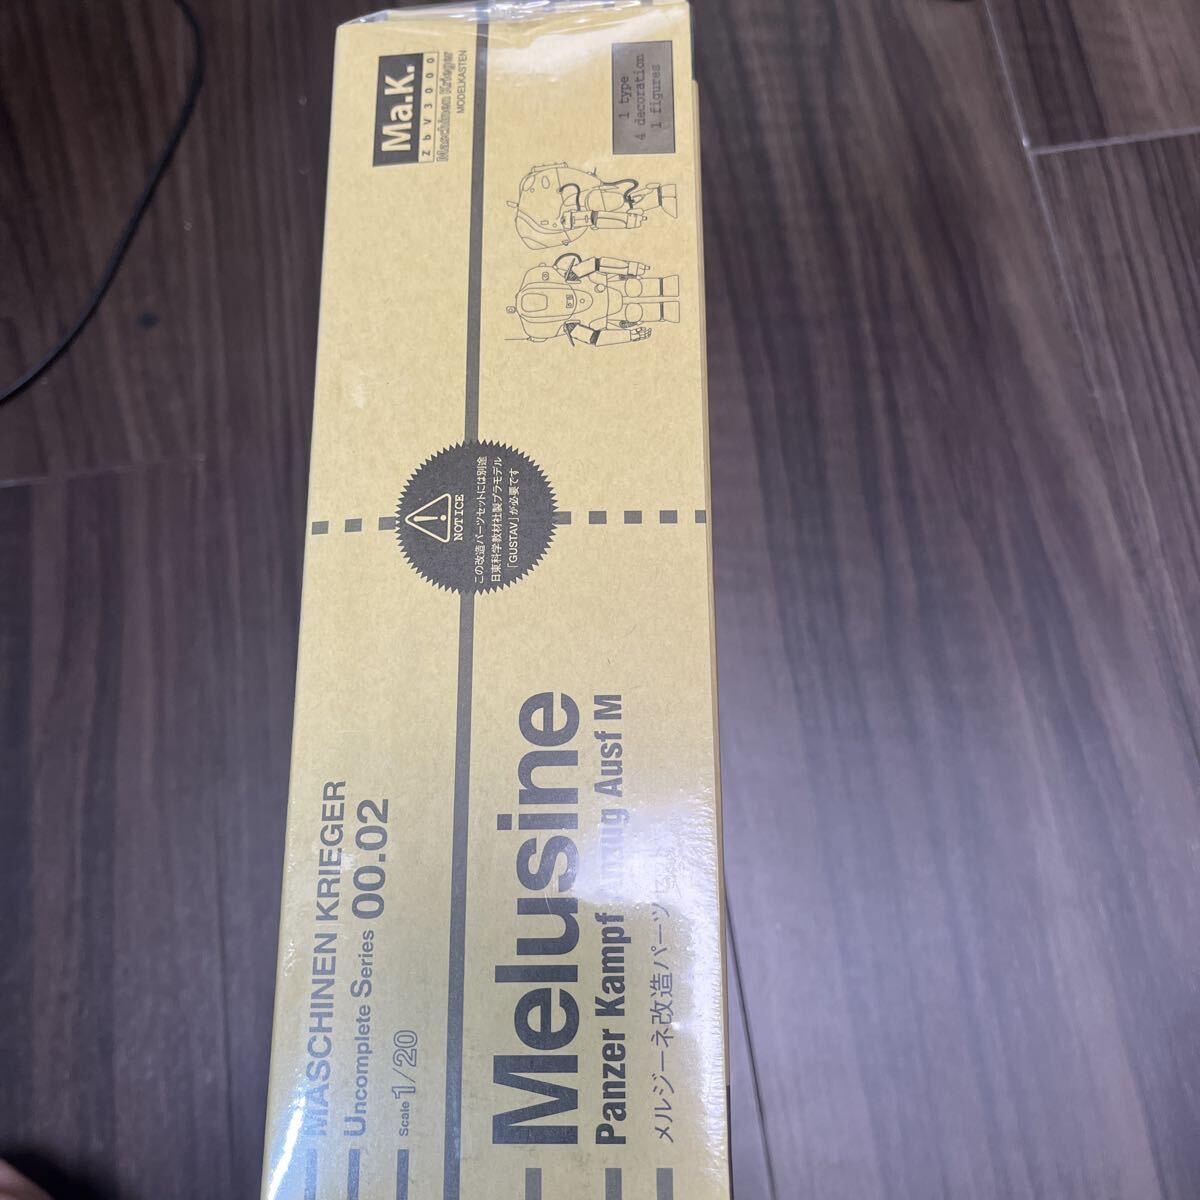 MASCHINEN KRIEGER
Uncomplete Series 00.02
Scale 1/20
Melusine
Panzer Kampf Anzug Ausf M
メルジーネ改造パーツセ
NOTICE
この改造パーツセットには別途
日東科学教材社製プラモデル
「GUSTAV」が必要です
Ma.K.
ZbV3000
Maschinen Krieger
MODELKASTEN
1 type
4 decoration
1 figures